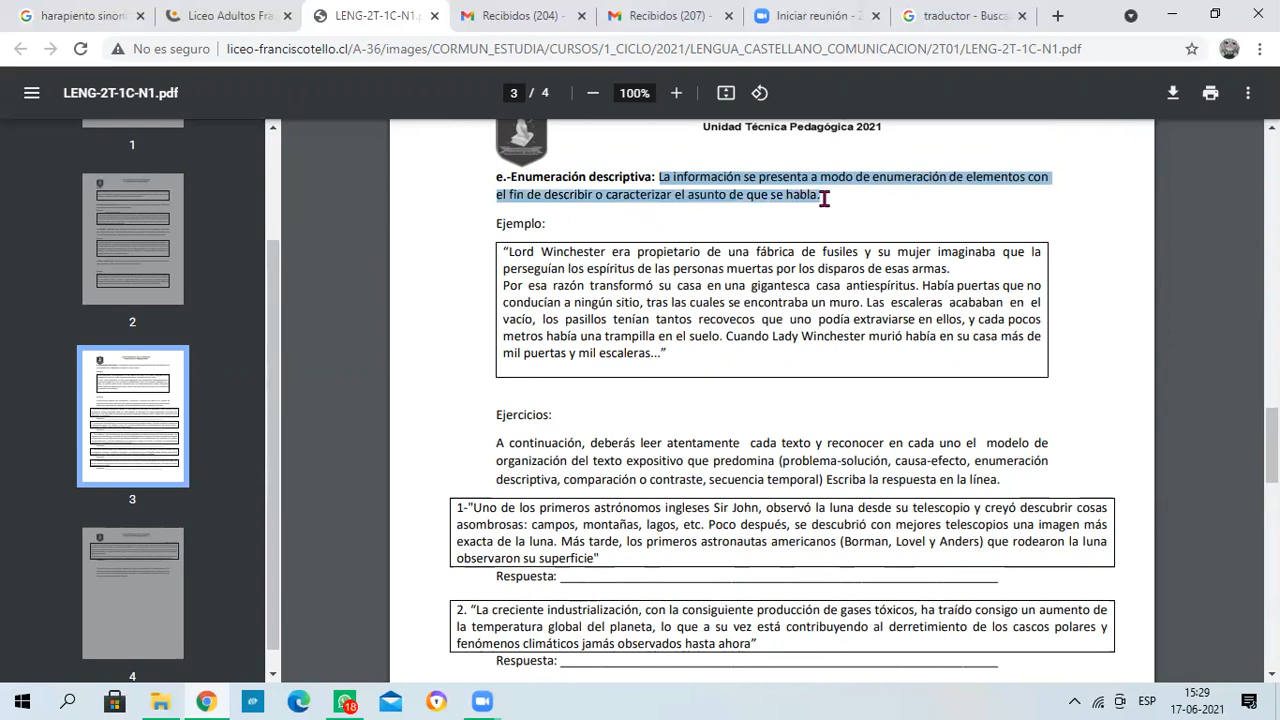 harapiento sinon
Liceo Adultos Fra
LENG-2T-1C-N1.p
Recibidos (204) -
Recibidos (207) -
Iniciar reunión - Z
traductor - Busca
No es seguro
liceo-franciscotello.cl/A-36/images/CORMUN_ESTUDIA/CURSOS/1_CICLO/2021/LENGUA_CASTELLANO_COMUNICACION/2T01/LENG-2T-1C-N1.pdf
LENG-2T-1C-N1.pdf
3 / 4
100%
1
2
3
4
Unidad Técnica Pedagógica 2021
e.-Enumeración descriptiva: La información se presenta a modo de enumeración de elementos con
el fin de describir o caracterizar el asunto de que se habla.
Ejemplo:
“Lord Winchester era propietario de una fábrica de fusiles y su mujer imaginaba que la
perseguían los espíritus de las personas muertas por los disparos de esas armas.
Por esa razón transformó su casa en una gigantesca casa antiespíritus. Había puertas que no
conducían a ningún sitio, tras las cuales se encontraba un muro. Las escaleras acababan en el
vacío, los pasillos tenían tantos recovecos que uno podía extraviarse en ellos, y cada pocos
metros había una trampilla en el suelo. Cuando Lady Winchester murió había en su casa más de
mil puertas y mil escaleras...”
Ejercicios:
A continuación, deberás leer atentamente cada texto y reconocer en cada uno el modelo de
organización del texto expositivo que predomina (problema-solución, causa-efecto, enumeración
descriptiva, comparación o contraste, secuencia temporal) Escriba la respuesta en la línea.
1-"Uno de los primeros astrónomos ingleses Sir John, observó la luna desde su telescopio y creyó descubrir cosas
asombrosas: campos, montañas, lagos, etc. Poco después, se descubrió con mejores telescopios una imagen más
exacta de la luna. Más tarde, los primeros astronautas americanos (Borman, Lovel y Anders) que rodearon la luna
observaron su superficie"
Respuesta: ______________________________
2. “La creciente industrialización, con la consiguiente producción de gases tóxicos, ha traído consigo un aumento de
la temperatura global del planeta, lo que a su vez está contribuyendo al derretimiento de los cascos polares y
fenómenos climáticos jamás observados hasta ahora”
Respuesta: ______________________________
18
ESP
15:29
17-06-2021